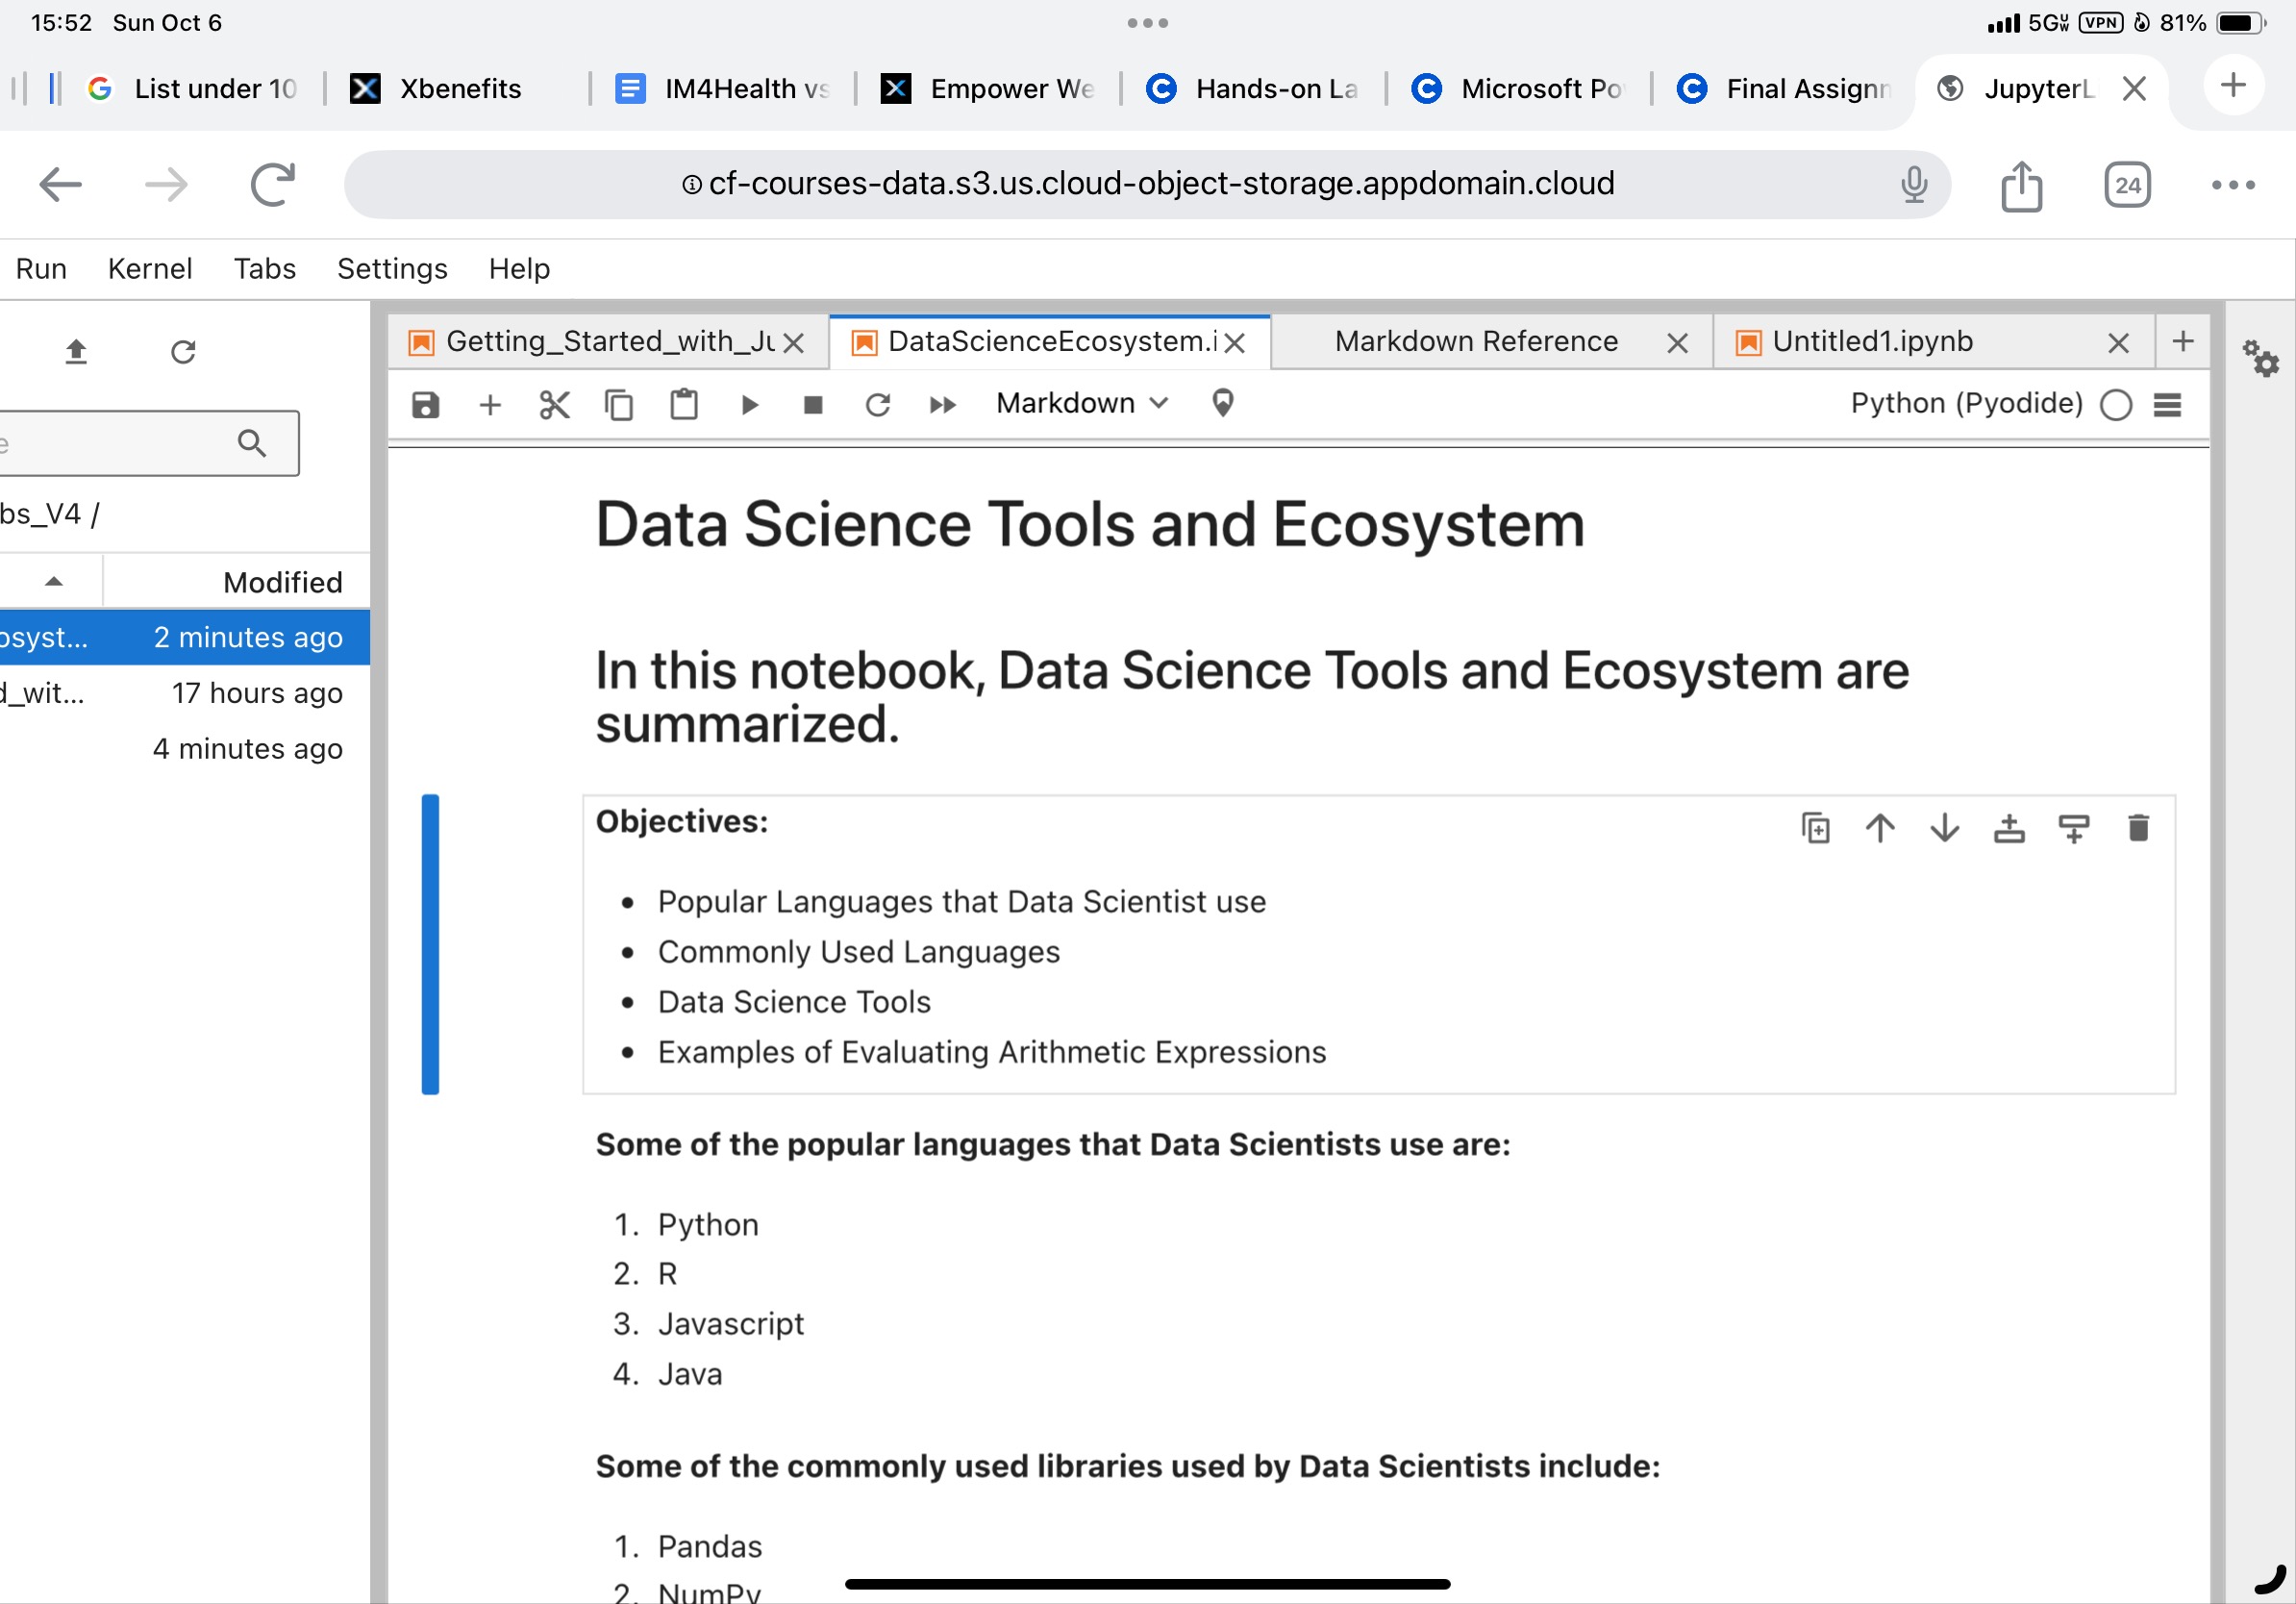 15:52 Sun Oct 6
5G VPN 81%
List under 10
Xbenefits
IM4Health vs
Empower We
Hands-on La
Microsoft Po
Final Assignn
JupyterL
cf-courses-data.s3.us.cloud-object-storage.appdomain.cloud
24
Run Kernel Tabs Settings Help
Getting_Started_with_Ju
DataScienceEcosystem.i
Markdown Reference
Untitled1.ipynb
Markdown
Python (Pyodide)
e
bs_V4 /
Modified
osyst... 2 minutes ago
d_wit... 17 hours ago
4 minutes ago
Data Science Tools and Ecosystem
In this notebook, Data Science Tools and Ecosystem are
summarized.
Objectives:
• Popular Languages that Data Scientist use
• Commonly Used Languages
• Data Science Tools
• Examples of Evaluating Arithmetic Expressions
Some of the popular languages that Data Scientists use are:
1. Python
2. R
3. Javascript
4. Java
Some of the commonly used libraries used by Data Scientists include:
1. Pandas
2. NumPy